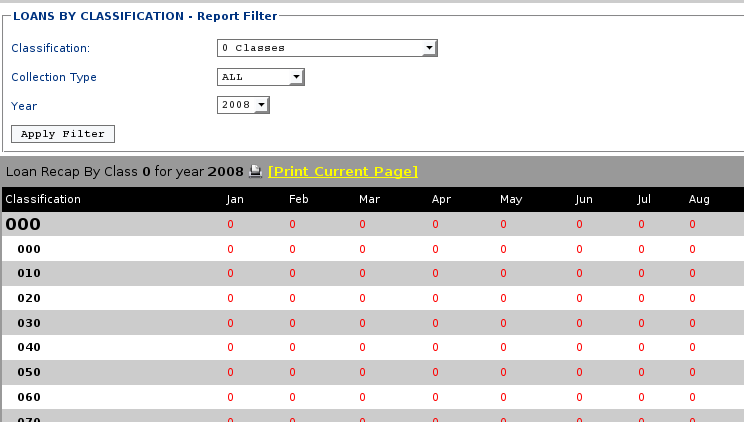 LOANS BY CLASSIFICATION - Report Filter
Classification: 0 Classes
Collection Type ALL
Year 2008
Apply Filter
Loan Recap By Class 0 for year 2008 [Print Current Page]
Classification Jan Feb Mar Apr May Jun Jul Aug
000 0 0 0 0 0 0 0 0
000 0 0 0 0 0 0 0 0
010 0 0 0 0 0 0 0 0
020 0 0 0 0 0 0 0 0
030 0 0 0 0 0 0 0 0
040 0 0 0 0 0 0 0 0
050 0 0 0 0 0 0 0 0
060 0 0 0 0 0 0 0 0
070 0 0 0 0 0 0 0 0